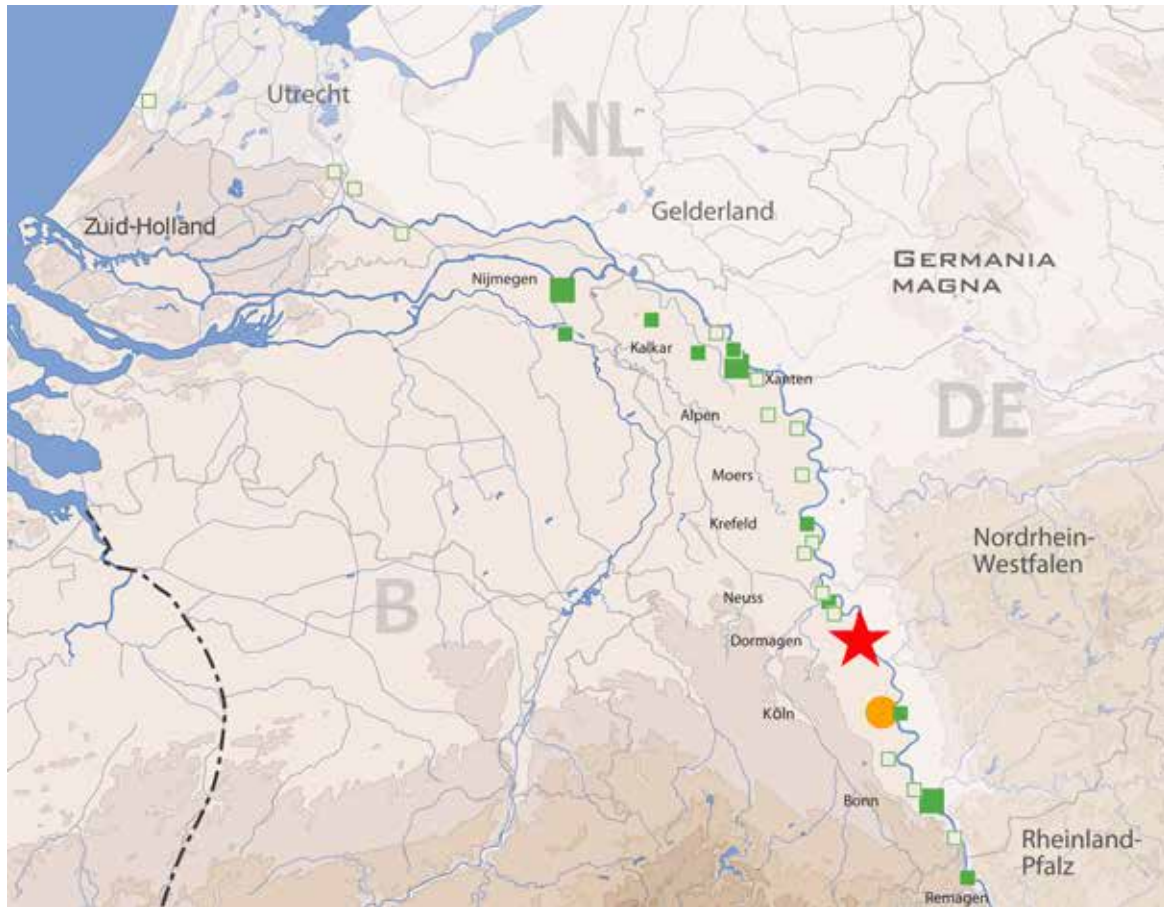 Utrecht
NL
Gelderland
Zuid-Holland
GERMANIA
MAGNA
Nijmegen
Kalkar
Xanten
DE
Alpen
Moers
Krefeld
Nordrhein-
Westfalen
B
Neuss
Dormagen
Köln
Bonn
Rheinland-
Pfalz
Remagen